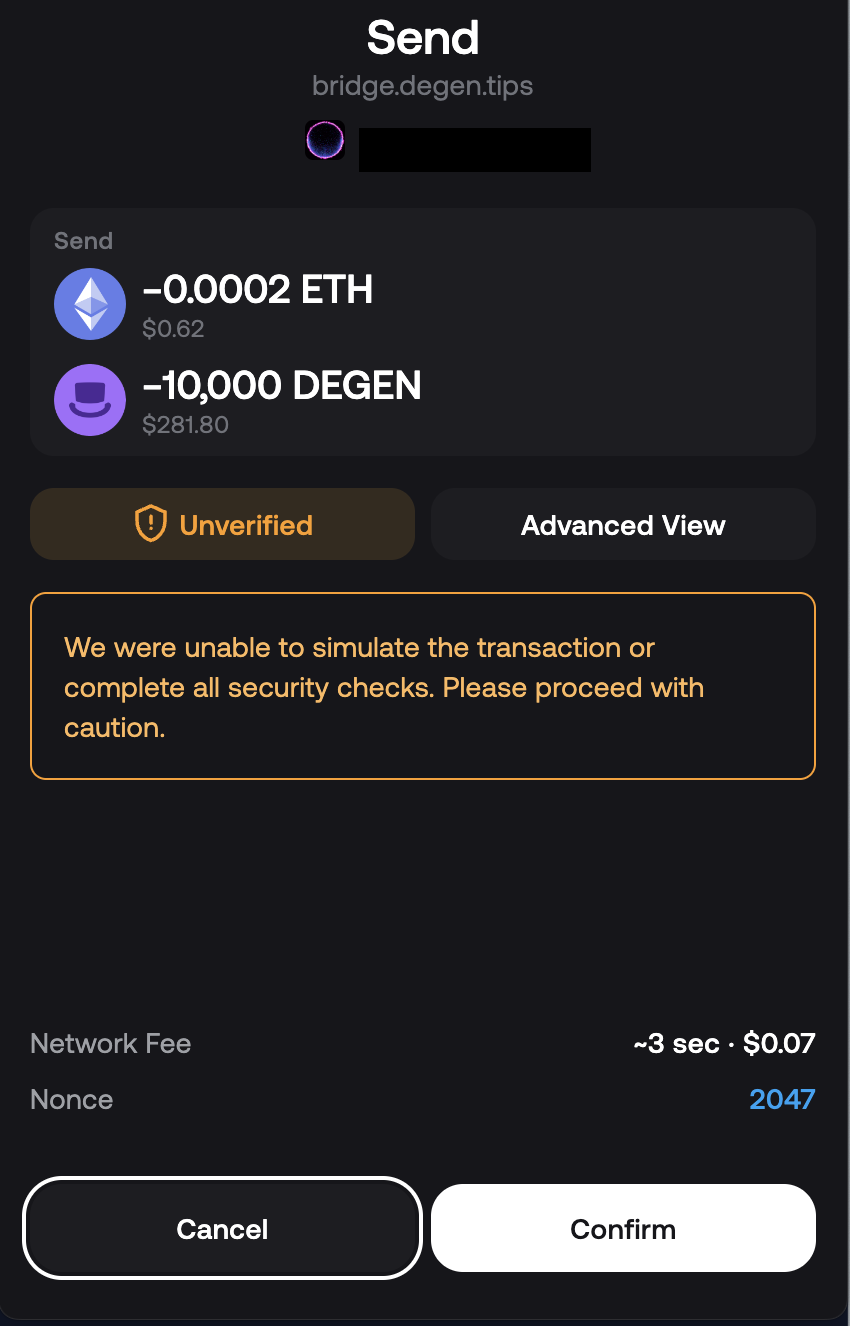 Send
bridge.degen.tips
Send
–0.0002 ETH
$0.62
–10,000 DEGEN
$281.80
Unverified
Advanced View
We were unable to simulate the transaction or
complete all security checks. Please proceed with
caution.
Network Fee
~3 sec · $0.07
Nonce
2047
Cancel
Confirm